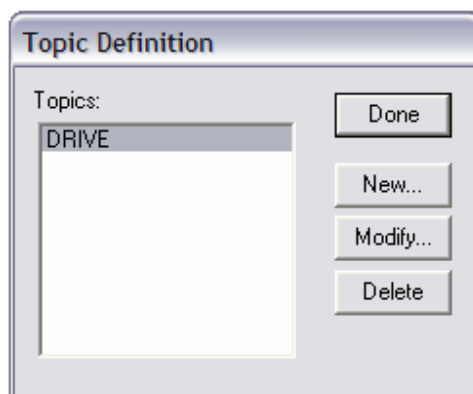 Topic Definition
Topics:
DRIVE
Done
New...
Modify...
Delete